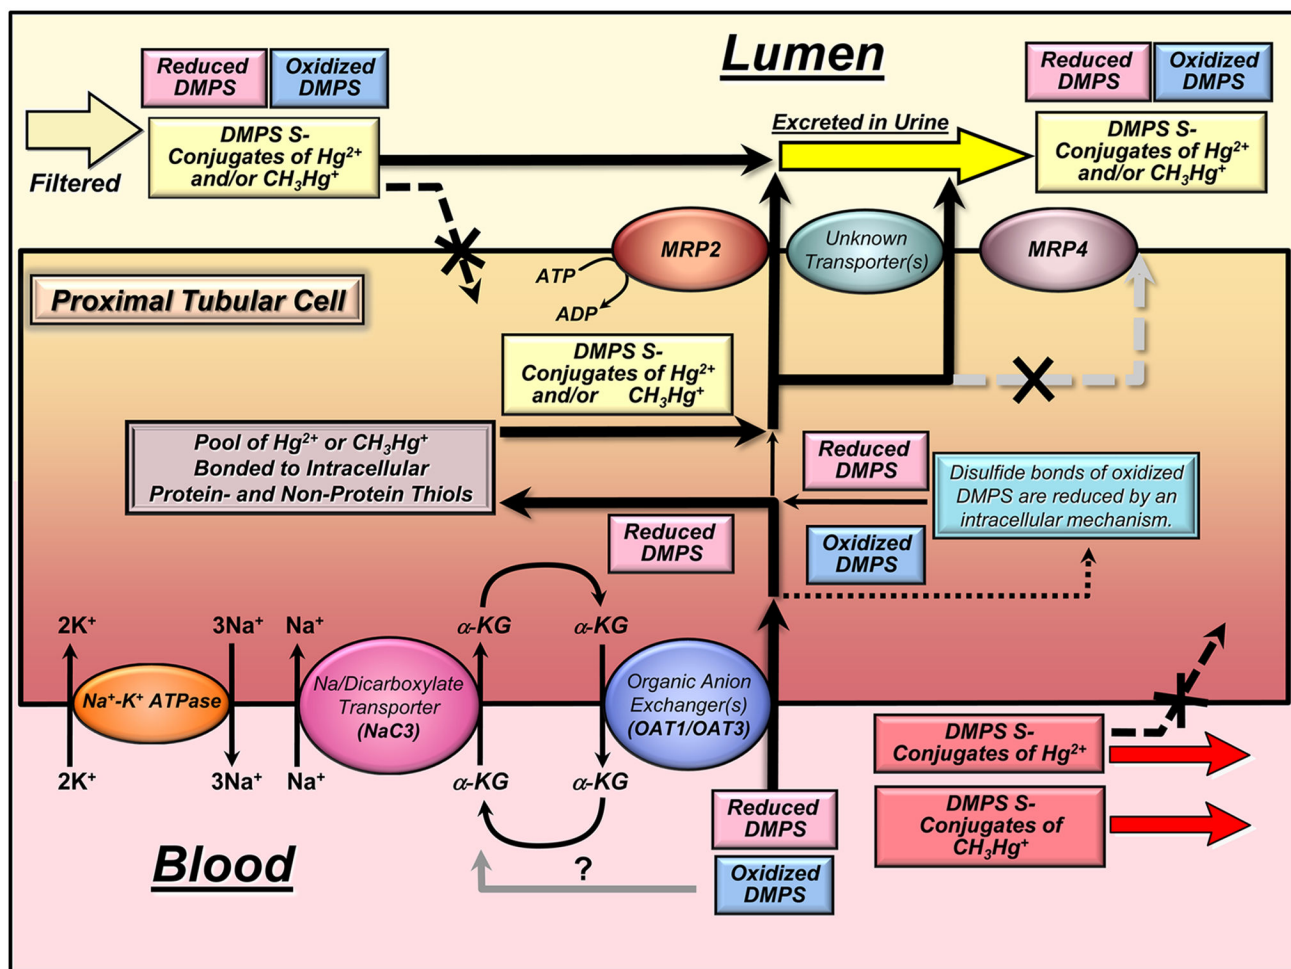 Lumen
Reduced
DMPS
Oxidized
DMPS
Filtered
DMPS S-
Conjugates of Hg²⁺
and/or CH₃Hg⁺
Excreted in Urine
Reduced
DMPS
Oxidized
DMPS
DMPS S-
Conjugates of Hg²⁺
and/or CH₃Hg⁺
MRP2
Unknown
Transporter(s)
MRP4
ATP
ADP
Proximal Tubular Cell
DMPS S-
Conjugates of Hg²⁺
and/or CH₃Hg⁺
Pool of Hg²⁺ or CH₃Hg⁺
Bonded to Intracellular
Protein- and Non-Protein Thiols
Reduced
DMPS
Disulfide bonds of oxidized
DMPS are reduced by an
intracellular mechanism.
Reduced
DMPS
Oxidized
DMPS
2K⁺
3Na⁺
Na⁺
α-KG
α-KG
Na⁺-K⁺ ATPase
Na/Dicarboxylate
Transporter
(NaC3)
Organic Anion
Exchanger(s)
(OAT1/OAT3)
2K⁺
3Na⁺
Na⁺
α-KG
α-KG
DMPS S-
Conjugates of Hg²⁺
DMPS S-
Conjugates of
CH₃Hg⁺
Reduced
DMPS
Oxidized
DMPS
?
Blood